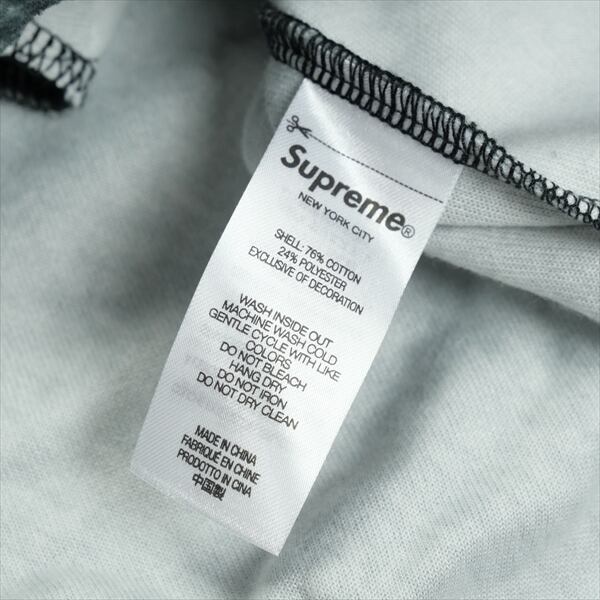 Supreme®
NEW YORK CITY
SHELL: 76% COTTON
24% POLYESTER
EXCLUSIVE OF DECORATION
WASH INSIDE OUT
MACHINE WASH COLD
GENTLE CYCLE WITH LIKE
COLORS
DO NOT BLEACH
HANG DRY
DO NOT IRON
DO NOT DRY CLEAN
MADE IN CHINA
FABRIQUÉ EN CHINE
PRODOTTO IN CINA
中国製